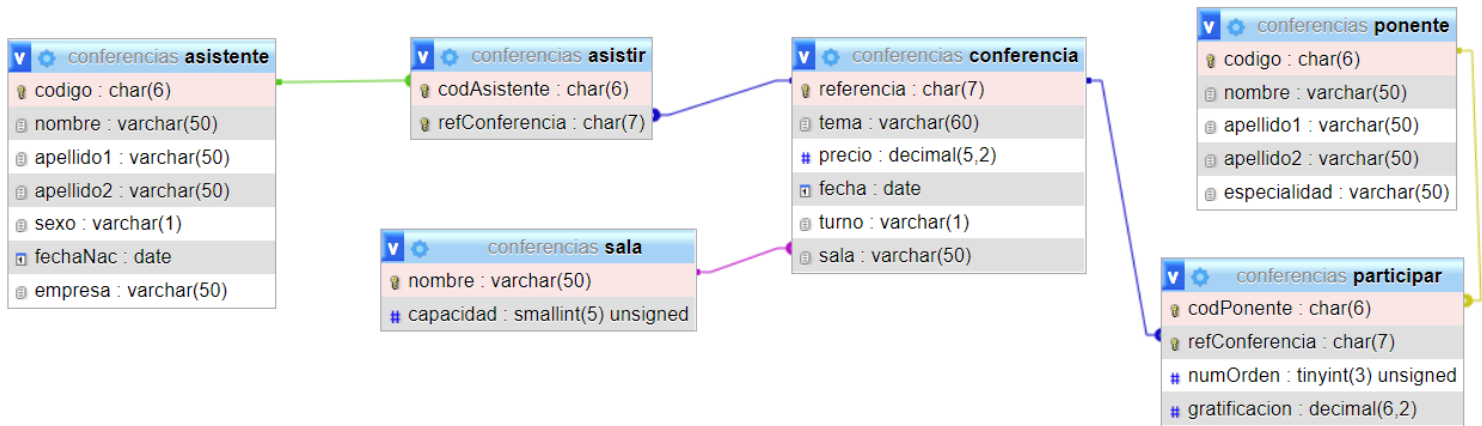 v conferencias asistente
codigo : char(6)
nombre : varchar(50)
apellido1 : varchar(50)
apellido2 : varchar(50)
sexo : varchar(1)
fechaNac : date
empresa : varchar(50)
v conferencias asistir
codAsistente : char(6)
refConferencia : char(7)
v conferencias sala
nombre : varchar(50)
# capacidad : smallint(5) unsigned
v conferencias conferencia
referencia : char(7)
tema : varchar(60)
# precio : decimal(5,2)
fecha : date
turno : varchar(1)
sala : varchar(50)
v conferencias ponente
codigo : char(6)
nombre : varchar(50)
apellido1 : varchar(50)
apellido2 : varchar(50)
especialidad : varchar(50)
v conferencias participar
codPonente : char(6)
refConferencia : char(7)
# numOrden : tinyint(3) unsigned
# gratificacion : decimal(6,2)